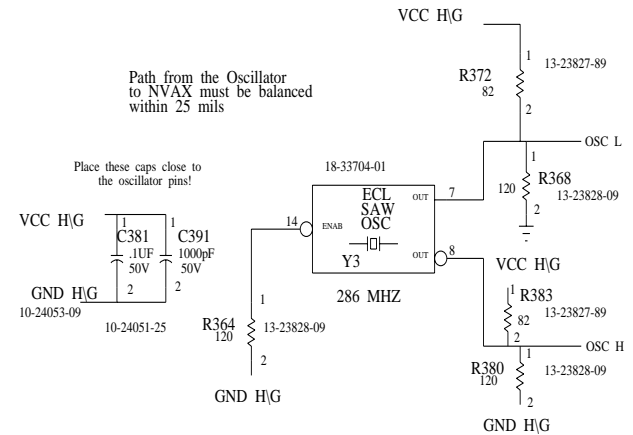 VCC H\G
1
13-23827-89
R372
82
2
Path from the Oscillator
to NVAX must be balanced
within 25 mils
OSC L
1
R368
120
13-23828-09
2
Place these caps close to
the oscillator pins!
18-33704-01
ECL
SAW
OSC
OUT
7
14
ENAB
OUT
8
Y3
286 MHZ
VCC H\G
1
1
C381
C391
.1UF
1000pF
50V
50V
2
2
GND H\G
10-24053-09
10-24051-25
1
R364
120
13-23828-09
2
GND H\G
VCC H\G
1
R383
13-23827-89
82
2
OSC H
1
R380
120
13-23828-09
2
GND H\G